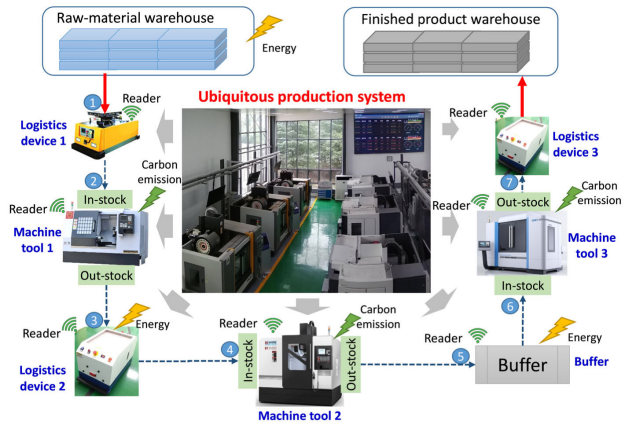 Raw-material warehouse
Energy
Finished product warehouse
1
Reader
Logistics
device 1
Ubiquitous production system
Reader
Logistics
device 3
2
Carbon
emission
In-stock
Reader
Machine
tool 1
Out-stock
7
Out-stock
Carbon
emission
Reader
Machine
tool 3
In-stock
3
Energy
Reader
Logistics
device 2
4
Reader
Carbon
emission
In-stock
Out-stock
Machine tool 2
6
Reader
5
Energy
Buffer
Buffer